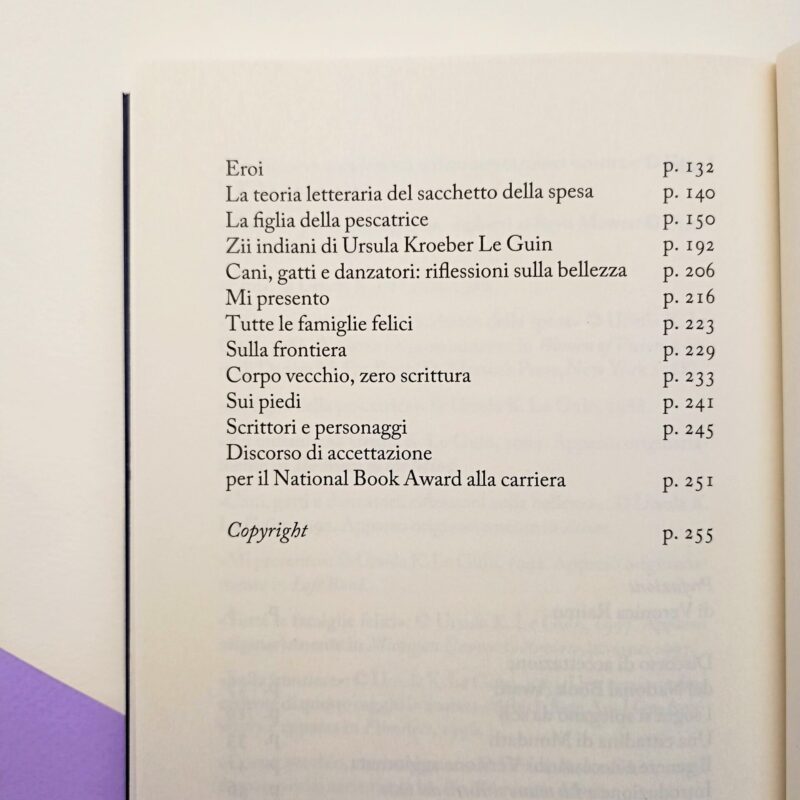 Eroi p. 132
La teoria letteraria del sacchetto della spesa p. 140
La figlia della pescatrice p. 150
Zii indiani di Ursula Kroeber Le Guin p. 192
Cani, gatti e danzatori: riflessioni sulla bellezza p. 206
Mi presento p. 216
Tutte le famiglie felici p. 223
Sulla frontiera p. 229
Corpo vecchio, zero scrittura p. 233
Sui piedi p. 241
Scrittori e personaggi p. 245
Discorso di accettazione
per il National Book Award alla carriera p. 251
Copyright p. 255